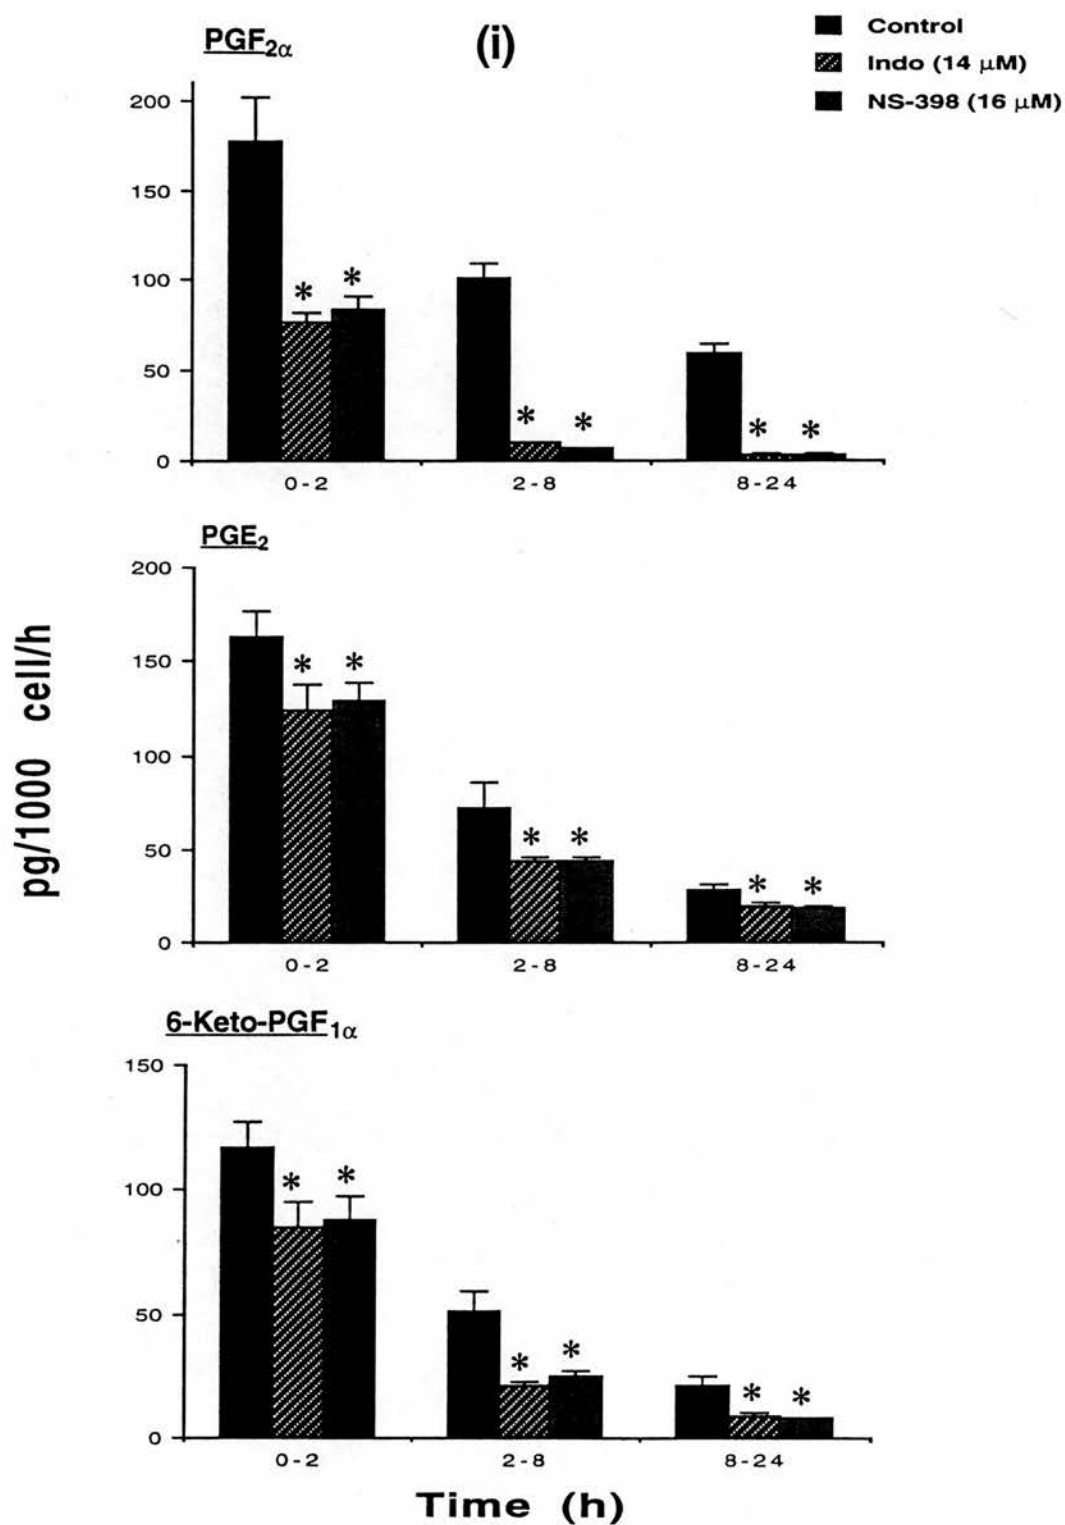 PGF2α
(i)
Control
Indo (14 μM)
NS-398 (16 μM)
200
150
100
50
0
* * * * * *
0-2 2-8 8-24
PGE2
200
150
100
50
0
* * * * * *
0-2 2-8 8-24
pg/1000 cell/h
6-Keto-PGF1α
150
100
50
0
* * * * * *
0-2 2-8 8-24
Time (h)